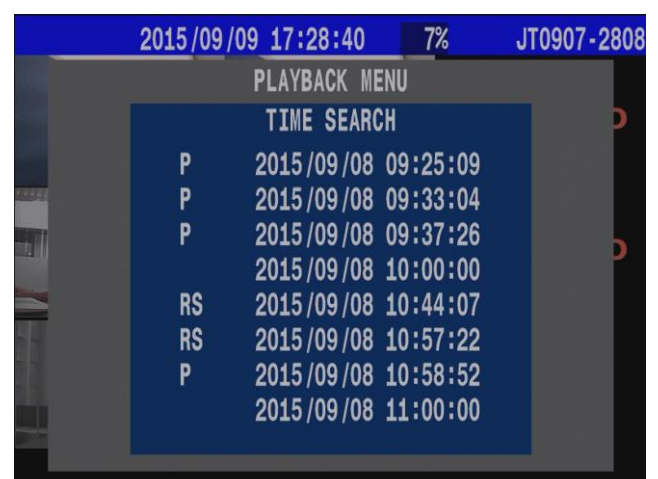 2015/09/09 17:28:40 7% JT0907-2808
PLAYBACK MENU
TIME SEARCH
P 2015/09/08 09:25:09
P 2015/09/08 09:33:04
P 2015/09/08 09:37:26
2015/09/08 10:00:00
RS 2015/09/08 10:44:07
RS 2015/09/08 10:57:22
P 2015/09/08 10:58:52
2015/09/08 11:00:00